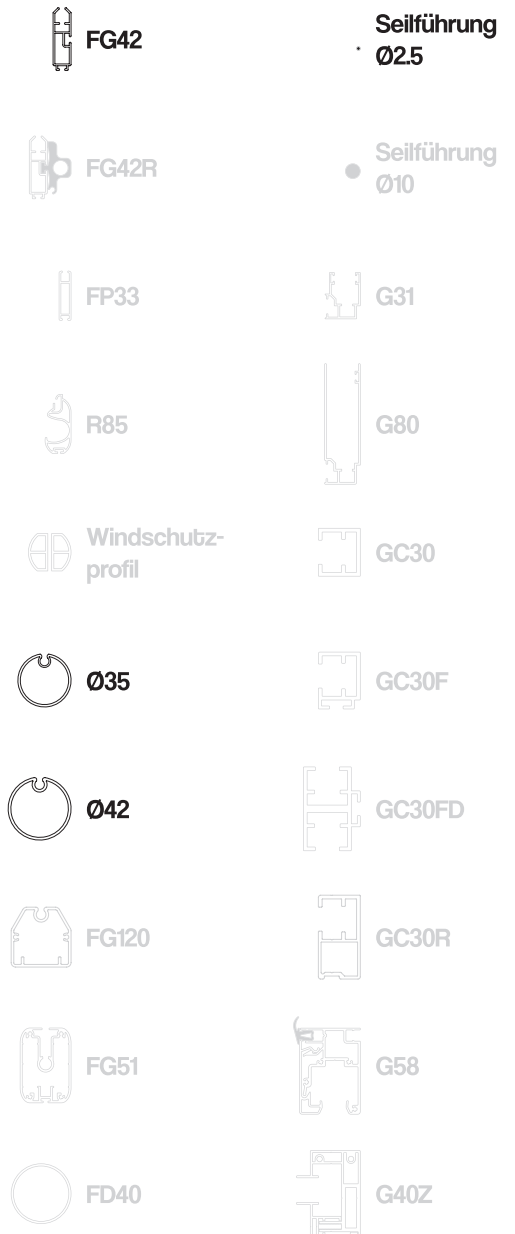 FG42
FG42R
FP33
R85
Windschutz-
profil
Ø35
Ø42
FG120
FG51
FD40
Seilführung
Ø2.5
Seilführung
Ø10
G31
G80
GC30
GC30F
GC30FD
GC30R
G58
G40Z